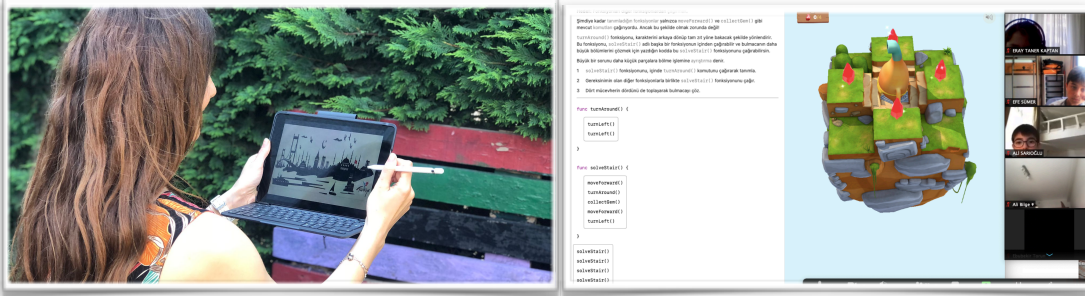 Şimdiye kadar tanımladığın fonksiyonlar yalnızca moveForward() ve collectGem() gibi
mevcut komutları çağırıyordu. Ancak bu şekilde olmak zorunda değil!
turnAround() fonksiyonu, karakterini arkaya dönüp tam zıt yöne bakacak şekilde yönlendirir.
Bu fonksiyonu, solveStair() adlı başka bir fonksiyonun içinden çağırabilir ve bulmacanın daha
büyük bölümlerini çözmek için yazdığın kodda bu solveStair() fonksiyonunu çağırabilirsin.
Büyük bir sorunu daha küçük parçalara bölme işlemine ayrıştırma denir.
1 solveStair() fonksiyonunu, içinde turnAround() komutunu çağırarak tanımla.
2 Gereksinimin olan diğer fonksiyonlarla birlikte solveStair() fonksiyonunu çağır.
3 Dört mücevherin dördünü de toplayarak bulmacayı çöz.
func turnAround() {
turnLeft()
turnLeft()
}
func solveStair() {
moveForward()
turnAround()
collectGem()
moveForward()
turnLeft()
}
solveStair()
solveStair()
solveStair()
solveStair()
ERAY TANER KAPTAN
EFE SÜMER
ALİ SARIOĞLU
Ali Bilge